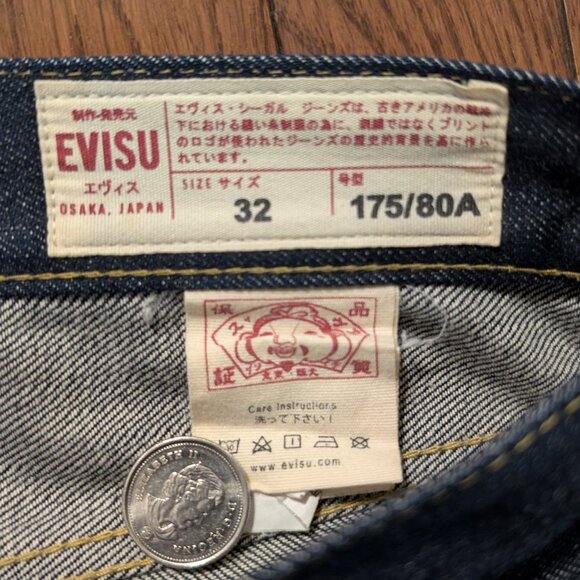 制作・発売元
EVISU
エヴィス
OSAKA, JAPAN
エヴィス・シーガル ジーンズは、古きアメリカの戦時
下における縫い糸制限の為に、刺繍ではなくプリント
のロゴが使われたジーンズの歴史的背景を基に作ら
れています。
SIZE サイズ
32
号型
175/80A
保 品
証 質
Care Instructions
洗って下さい!
www.evisu.com
ELIZABETH II
D·G·REGINA